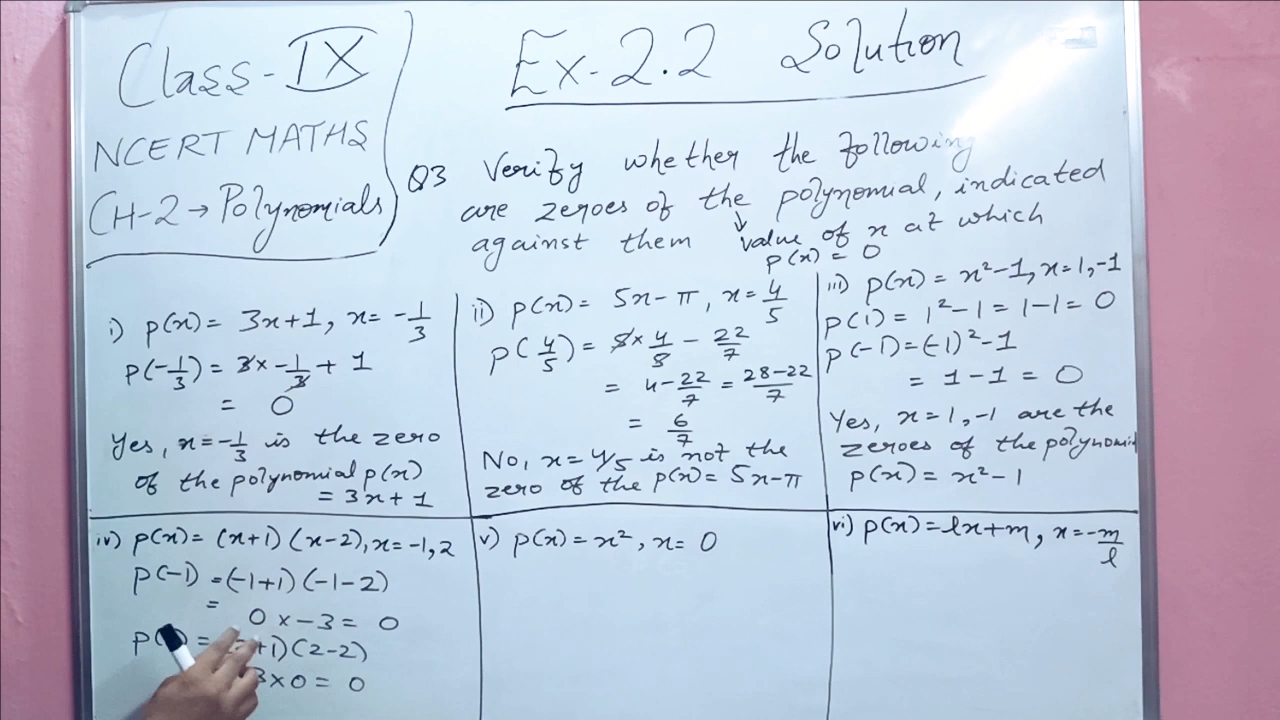 Class-IX
NCERT MATHS
CH-2→Polynomials
Ex-2.2 Solution
Q3 Verify whether the following
are zeroes of the polynomial, indicated
against them
value of x at which
p(x) = 0
i) p(x) = 3x+1, x = -1/3
p(-1/3) = 3x-1/3 + 1
= 0
Yes, x=-1/3 is the zero
of the polynomial p(x)
= 3x+1
ii) p(x) = 5x-π, x=4/5
p(4/5) = 5×4/5 - 22/7
= 4-22/7 = 28-22/7
= 6/7
No, x=4/5 is not the
zero of the p(x)= 5x-π
iii) p(x) = x²-1, x=1,-1
p(1) = 1²-1 = 1-1 = 0
p(-1)=(-1)²-1
= 1-1 = 0
Yes, x=1,-1 are the
zeroes of the polynomial
p(x) = x²-1
iv) p(x)= (x+1)(x-2), x=-1,2
p(-1) =(-1+1)(-1-2)
=
0 x -3 = 0
+1)(2-2)
3×0 = 0
v) p(x) = x², x= 0
vi) p(x)= lx+m, x=-m/l